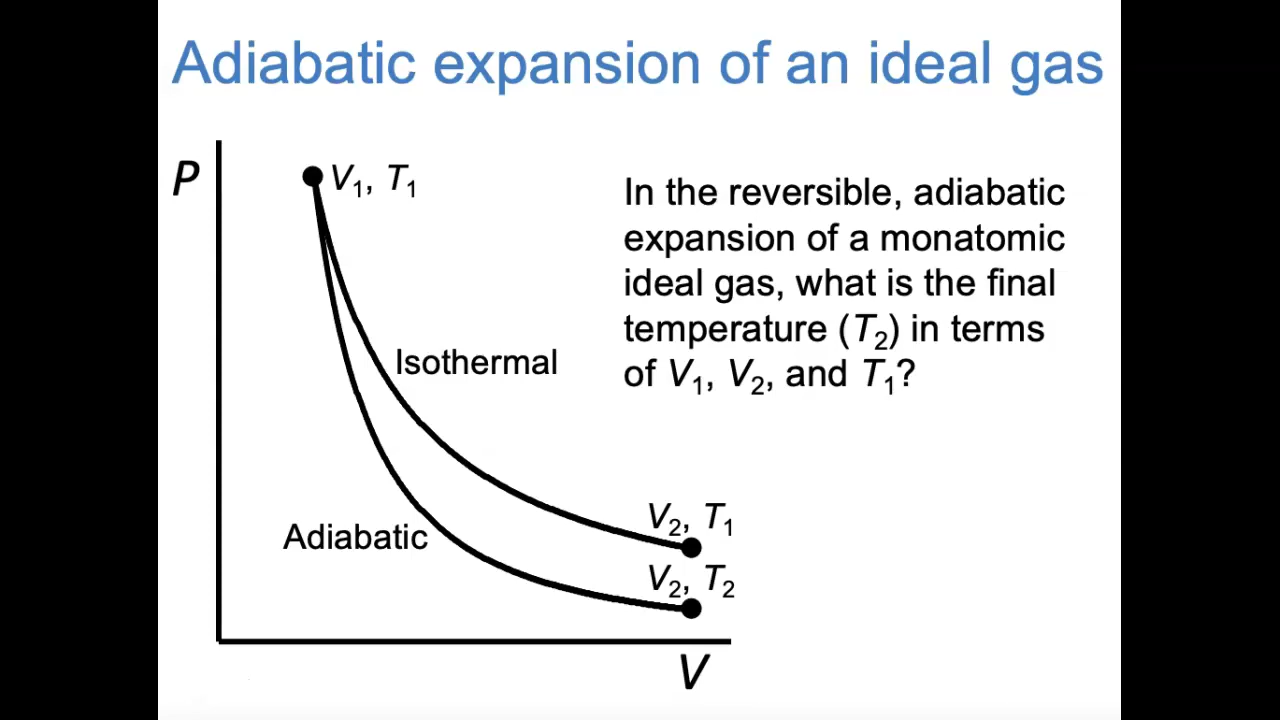 Adiabatic expansion of an ideal gas
P
V₁, T₁
In the reversible, adiabatic
expansion of a monatomic
ideal gas, what is the final
temperature (T₂) in terms
of V₁, V₂, and T₁?
Isothermal
Adiabatic
V₂, T₁
V₂, T₂
V